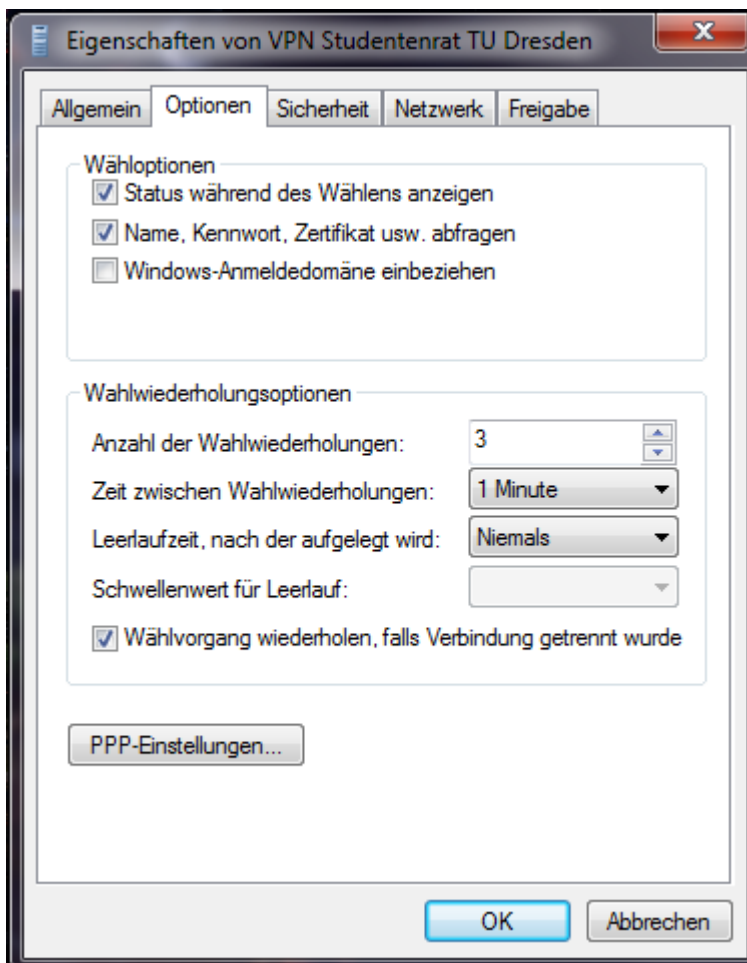 Eigenschaften von VPN Studentenrat TU Dresden
Allgemein Optionen Sicherheit Netzwerk Freigabe
Wähloptionen
Status während des Wählens anzeigen
Name, Kennwort, Zertifikat usw. abfragen
Windows-Anmeldedomäne einbeziehen
Wahlwiederholungsoptionen
Anzahl der Wahlwiederholungen: 3
Zeit zwischen Wahlwiederholungen: 1 Minute
Leerlaufzeit, nach der aufgelegt wird: Niemals
Schwellenwert für Leerlauf:
Wählvorgang wiederholen, falls Verbindung getrennt wurde
PPP-Einstellungen...
OK Abbrechen